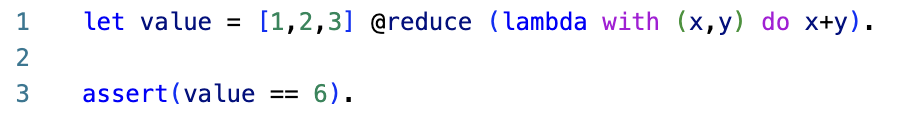 1 let value = [1,2,3] @reduce (lambda with (x,y) do x+y).
2
3 assert(value == 6).